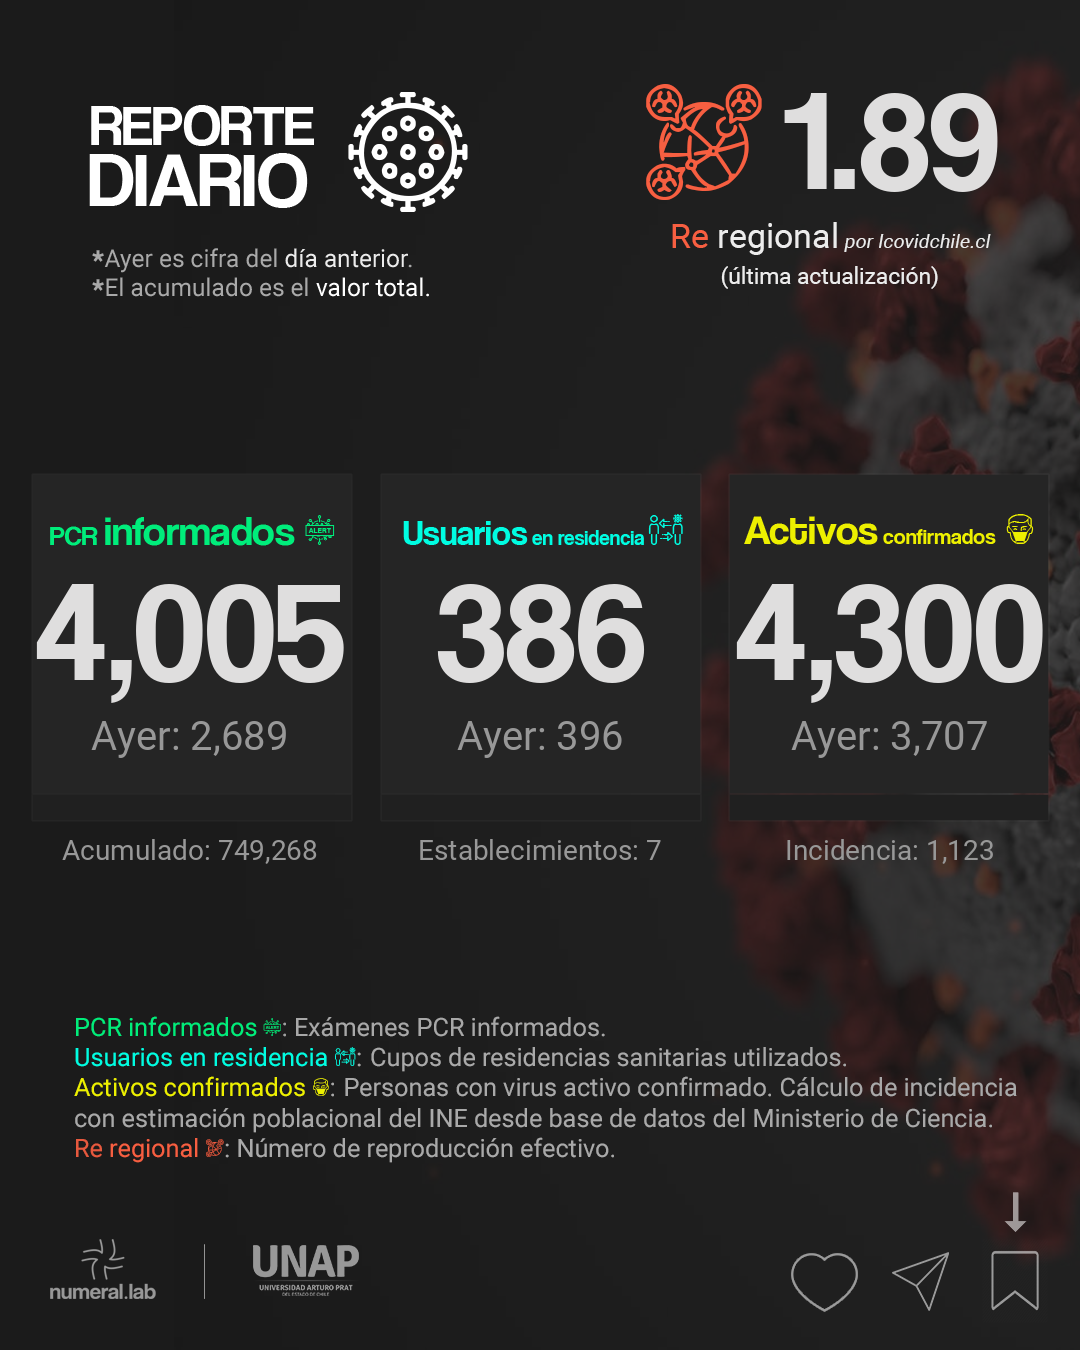 REPORTE
DIARIO
*Ayer es cifra del día anterior.
*El acumulado es el valor total.
1.89
Re regional por Icovidchile.cl
(última actualización)
PCR informados ALERT
4,005
Ayer: 2,689
Acumulado: 749,268
Usuarios en residencia
386
Ayer: 396
Establecimientos: 7
Activos confirmados
4,300
Ayer: 3,707
Incidencia: 1,123
PCR informados ALERT: Exámenes PCR informados.
Usuarios en residencia : Cupos de residencias sanitarias utilizados.
Activos confirmados : Personas con virus activo confirmado. Cálculo de incidencia
con estimación poblacional del INE desde base de datos del Ministerio de Ciencia.
Re regional : Número de reproducción efectivo.
numeral.lab
UNAP
UNIVERSIDAD ARTURO PRAT
DEL ESTADO DE CHILE